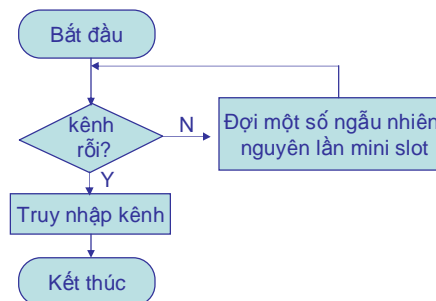 Bắt đầu
kênh
rỗi?
N
Đợi một số ngẫu nhiên
nguyên lần mini slot
Y
Truy nhập kênh
Kết thúc